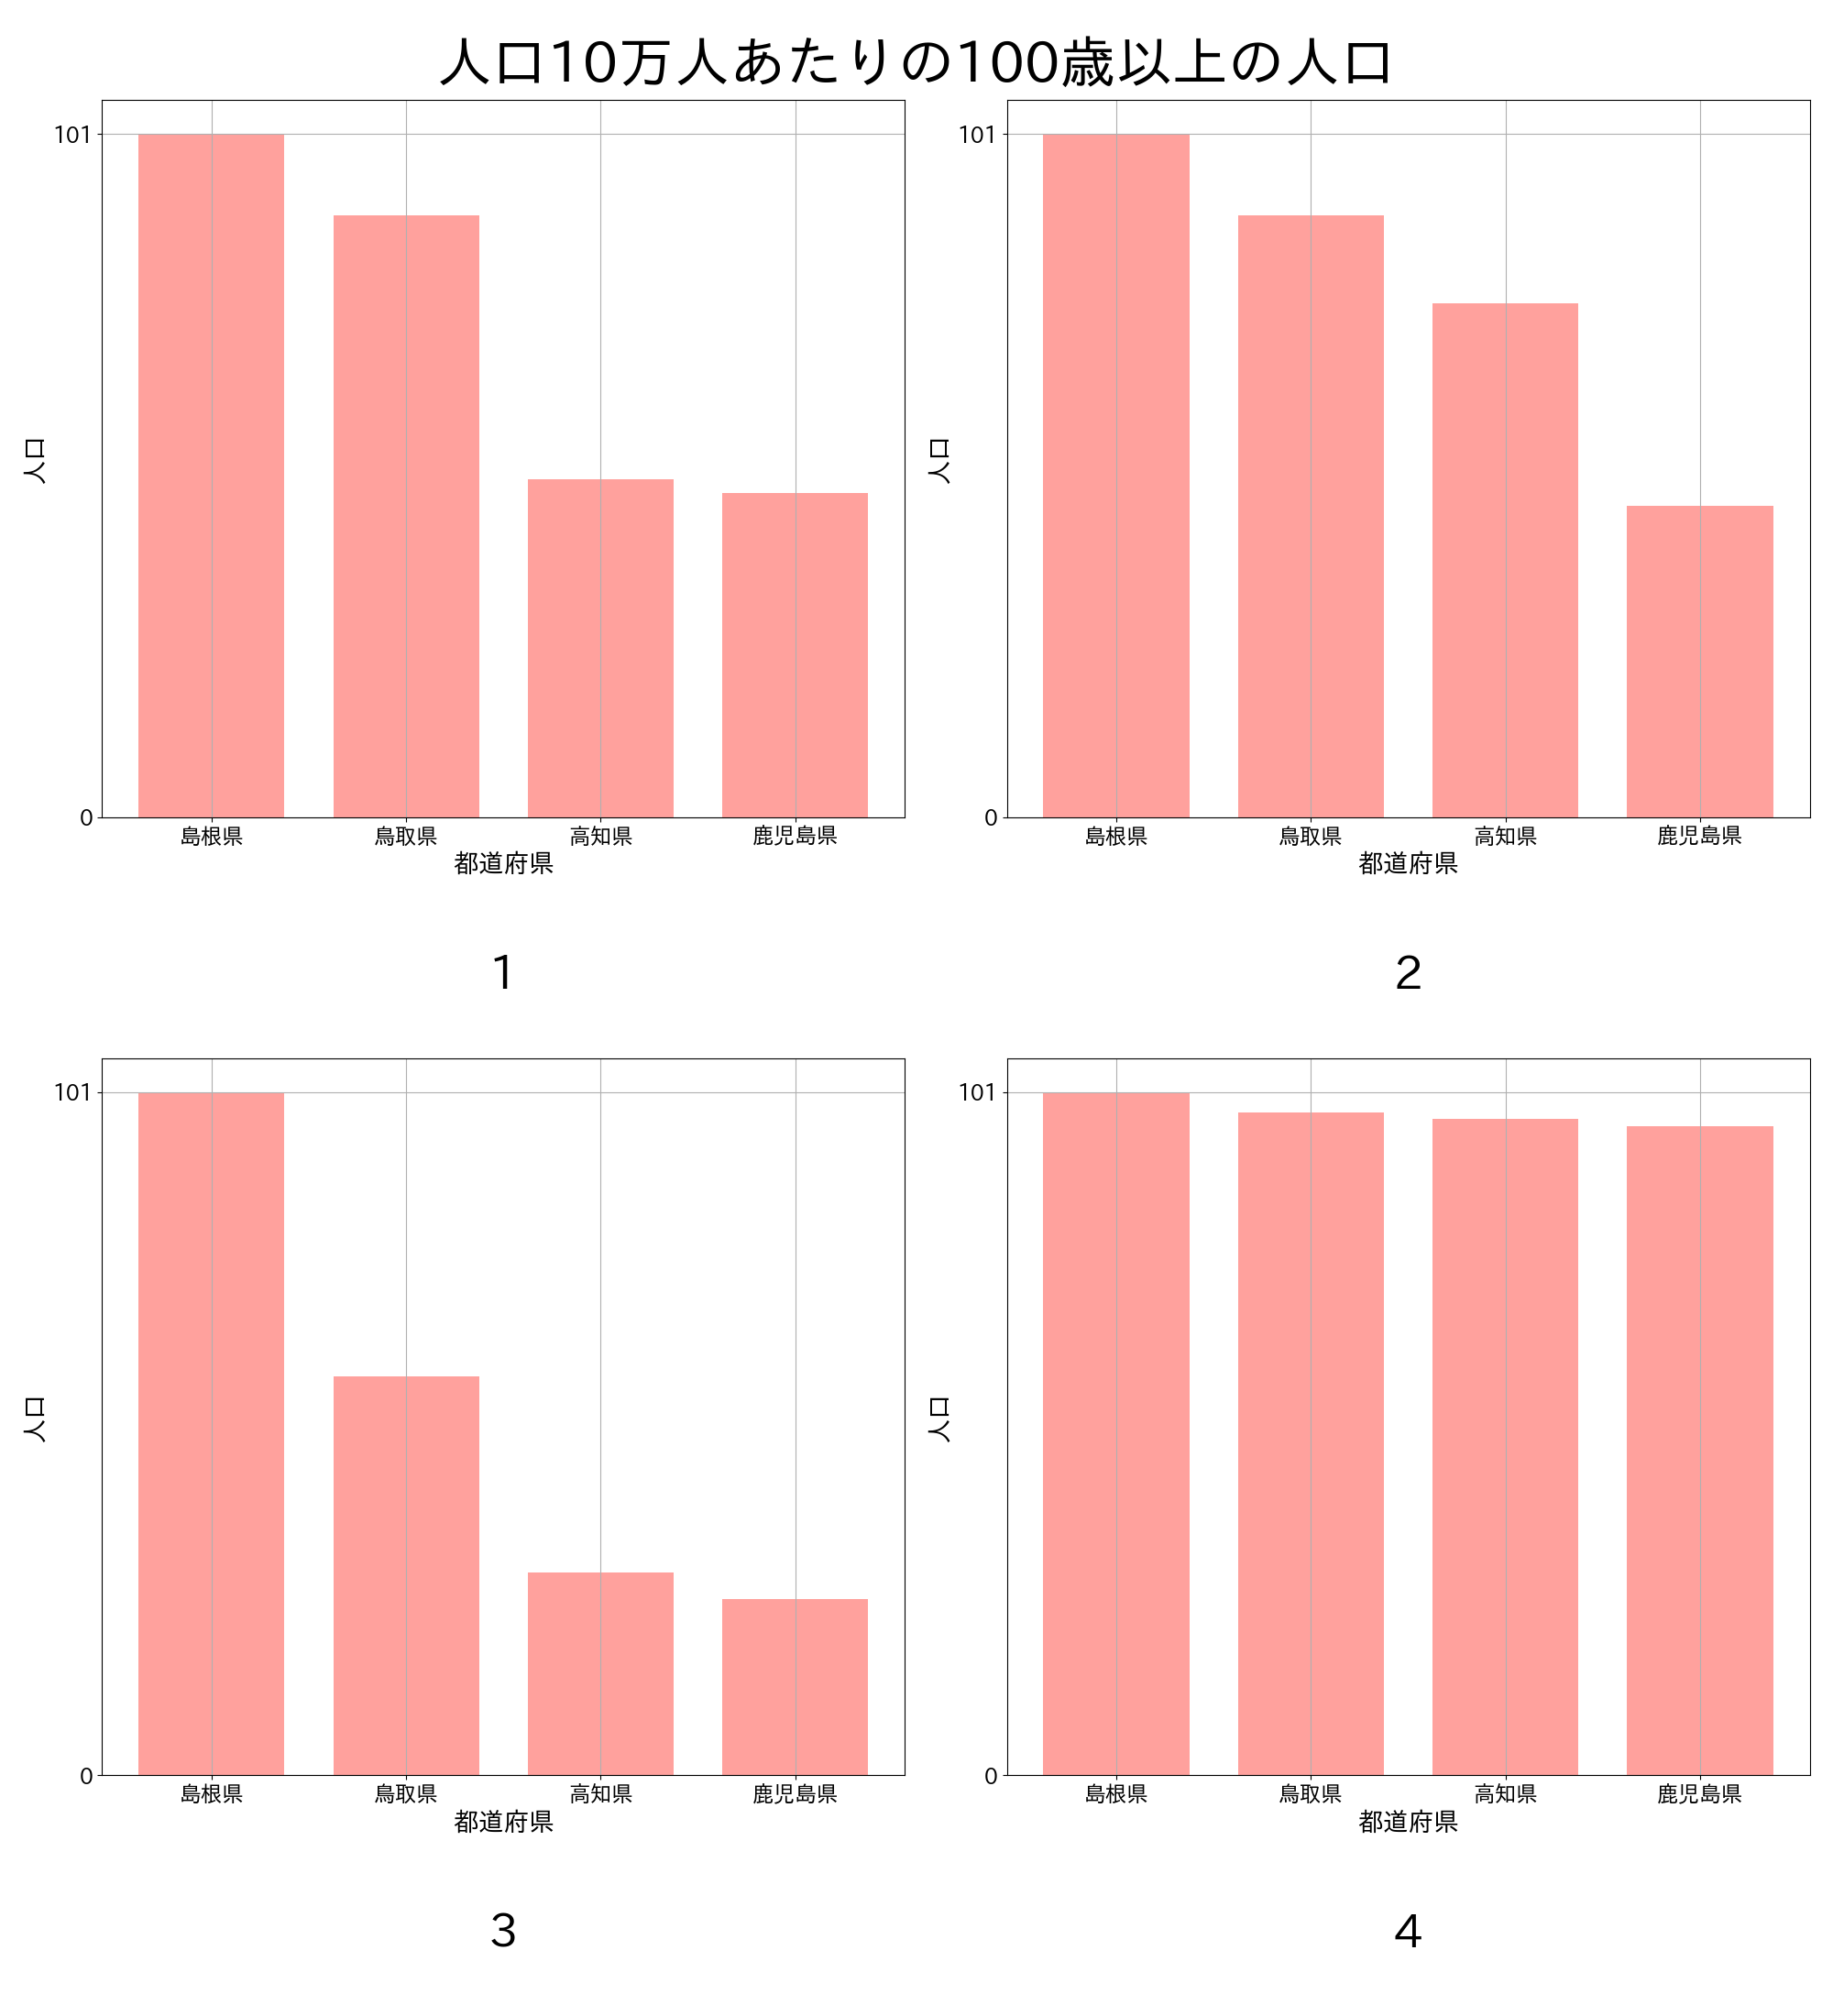 人口10万人あたりの100歳以上の人口
101
0
人口
島根県 鳥取県 高知県 鹿児島県
都道府県
1
101
0
人口
島根県 鳥取県 高知県 鹿児島県
都道府県
2
101
0
人口
島根県 鳥取県 高知県 鹿児島県
都道府県
3
101
0
人口
島根県 鳥取県 高知県 鹿児島県
都道府県
4